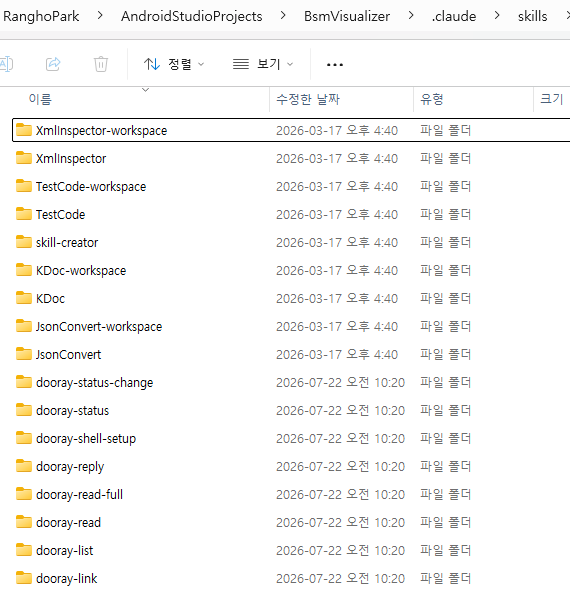 RanghoPark > AndroidStudioProjects > BsmVisualizer > .claude > skills >
정렬 보기 ...
이름 수정한 날짜 유형 크기
XmlInspector-workspace 2026-03-17 오후 4:40 파일 폴더
XmlInspector 2026-03-17 오후 4:40 파일 폴더
TestCode-workspace 2026-03-17 오후 4:40 파일 폴더
TestCode 2026-03-17 오후 4:40 파일 폴더
skill-creator 2026-03-17 오후 4:40 파일 폴더
KDoc-workspace 2026-03-17 오후 4:40 파일 폴더
KDoc 2026-03-17 오후 4:40 파일 폴더
JsonConvert-workspace 2026-03-17 오후 4:40 파일 폴더
JsonConvert 2026-03-17 오후 4:40 파일 폴더
dooray-status-change 2026-07-22 오전 10:20 파일 폴더
dooray-status 2026-07-22 오전 10:20 파일 폴더
dooray-shell-setup 2026-07-22 오전 10:20 파일 폴더
dooray-reply 2026-07-22 오전 10:20 파일 폴더
dooray-read-full 2026-07-22 오전 10:20 파일 폴더
dooray-read 2026-07-22 오전 10:20 파일 폴더
dooray-list 2026-07-22 오전 10:20 파일 폴더
dooray-link 2026-07-22 오전 10:20 파일 폴더